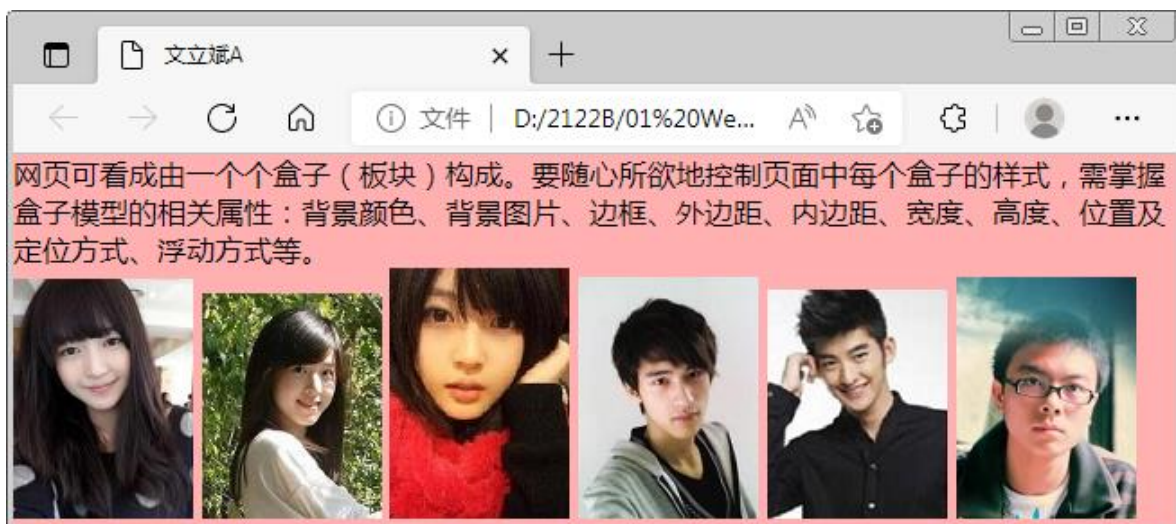 文立斌A
文件 D:/2122B/01%20We...
网页可看成由一个个盒子（板块）构成。要随心所欲地控制页面中每个盒子的样式，需掌握
盒子模型的相关属性：背景颜色、背景图片、边框、外边距、内边距、宽度、高度、位置及
定位方式、浮动方式等。